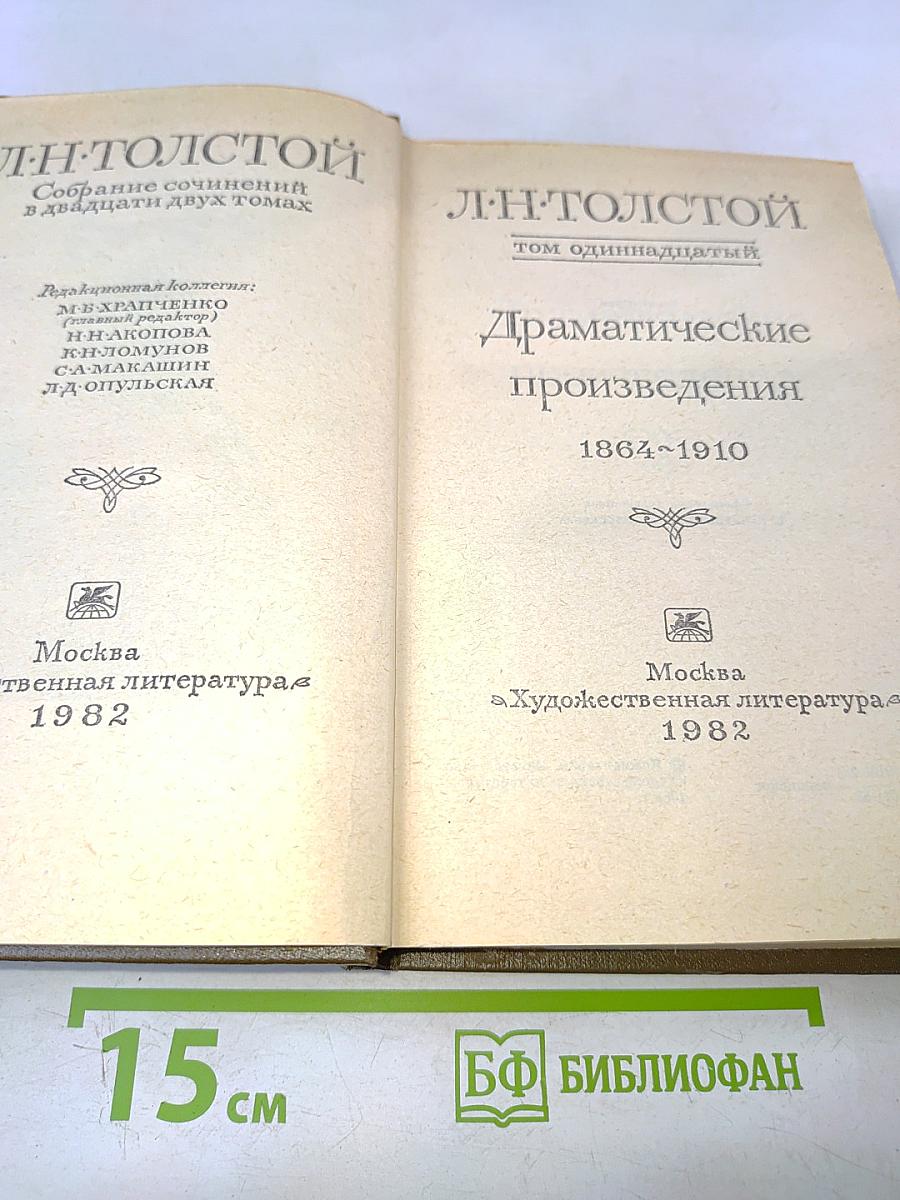 Л·Н·ТОЛСТОЙ
Собрание сочинений
в двадцати двух томах
Редакционная коллегия:
М·Б·ХРАПЧЕНКО
(главный редактор)
Н·Н·АКОПОВА
К·Н·ЛОМУНОВ
С·А·МАКАШИН
Л·Д·ОПУЛЬСКАЯ
Москва
ственная литература
1982
Л·Н·ТОЛСТОЙ
ТОМ ОДИННАДЦАТЫЙ
Драматические
произведения
1864~1910
Москва
Художественная литература
1982
15 см
БФ БИБЛИОФАН